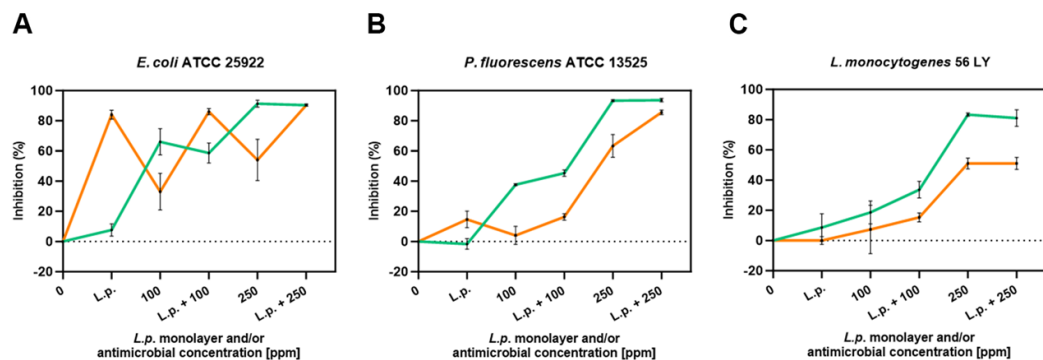 A
E. coli ATCC 25922
100
80
60
40
20
0
-20
Inhibition (%)
0
L.p.
100
L.p. + 100
250
L.p. + 250
L.p. monolayer and/or
antimicrobial concentration [ppm]
B
P. fluorescens ATCC 13525
100
80
60
40
20
0
-20
Inhibition (%)
0
L.p.
100
L.p. + 100
250
L.p. + 250
L.p. monolayer and/or
antimicrobial concentration [ppm]
C
L. monocytogenes 56 LY
100
80
60
40
20
0
-20
Inhibition (%)
0
L.p.
100
L.p. + 100
250
L.p. + 250
L.p. monolayer and/or
antimicrobial concentration [ppm]